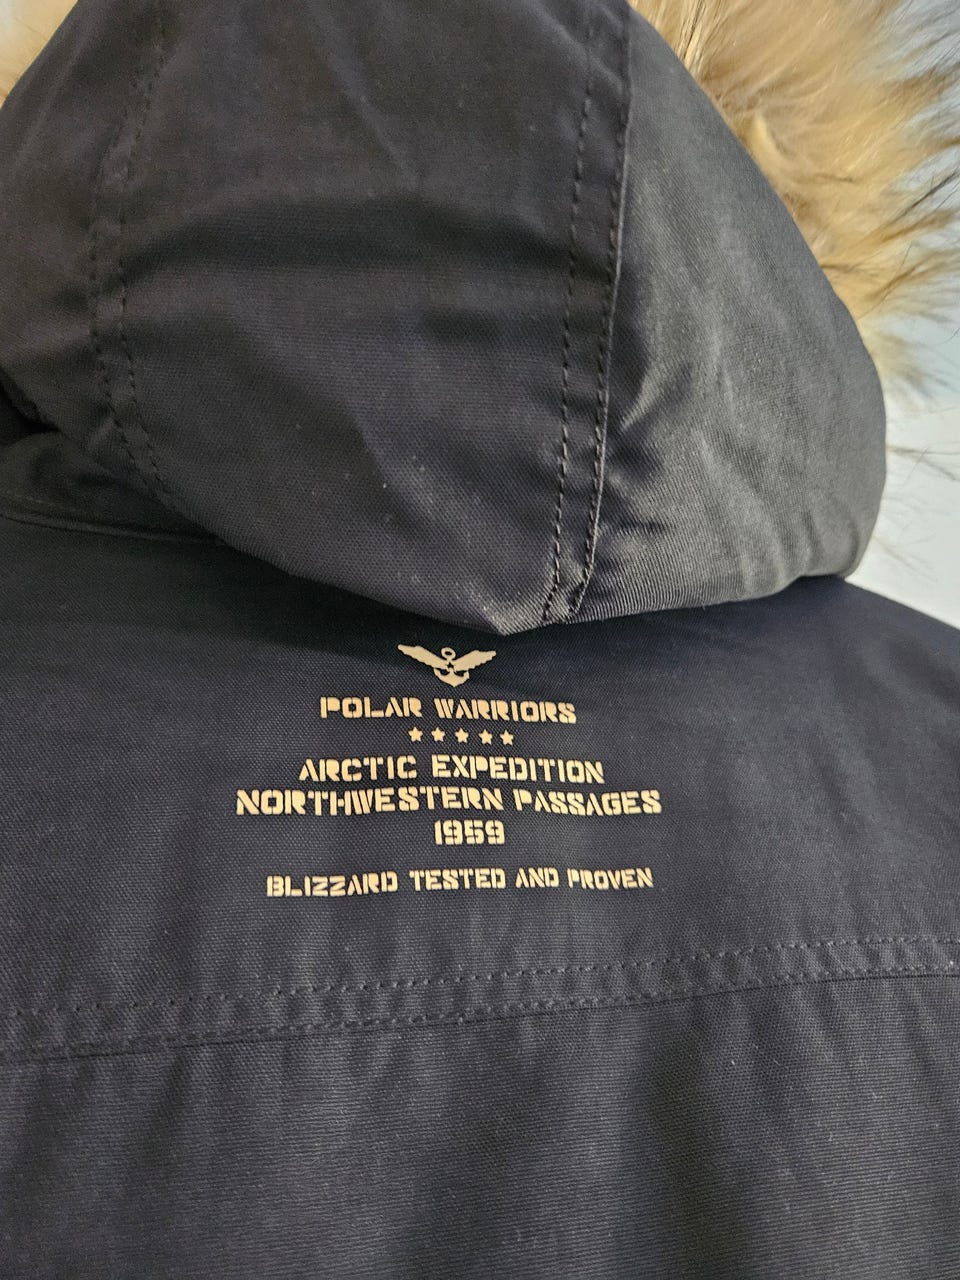 POLAR WARRIORS
ARCTIC EXPEDITION
NORTHWESTERN PASSAGES
1959
BLIZZARD TESTED AND PROVEN